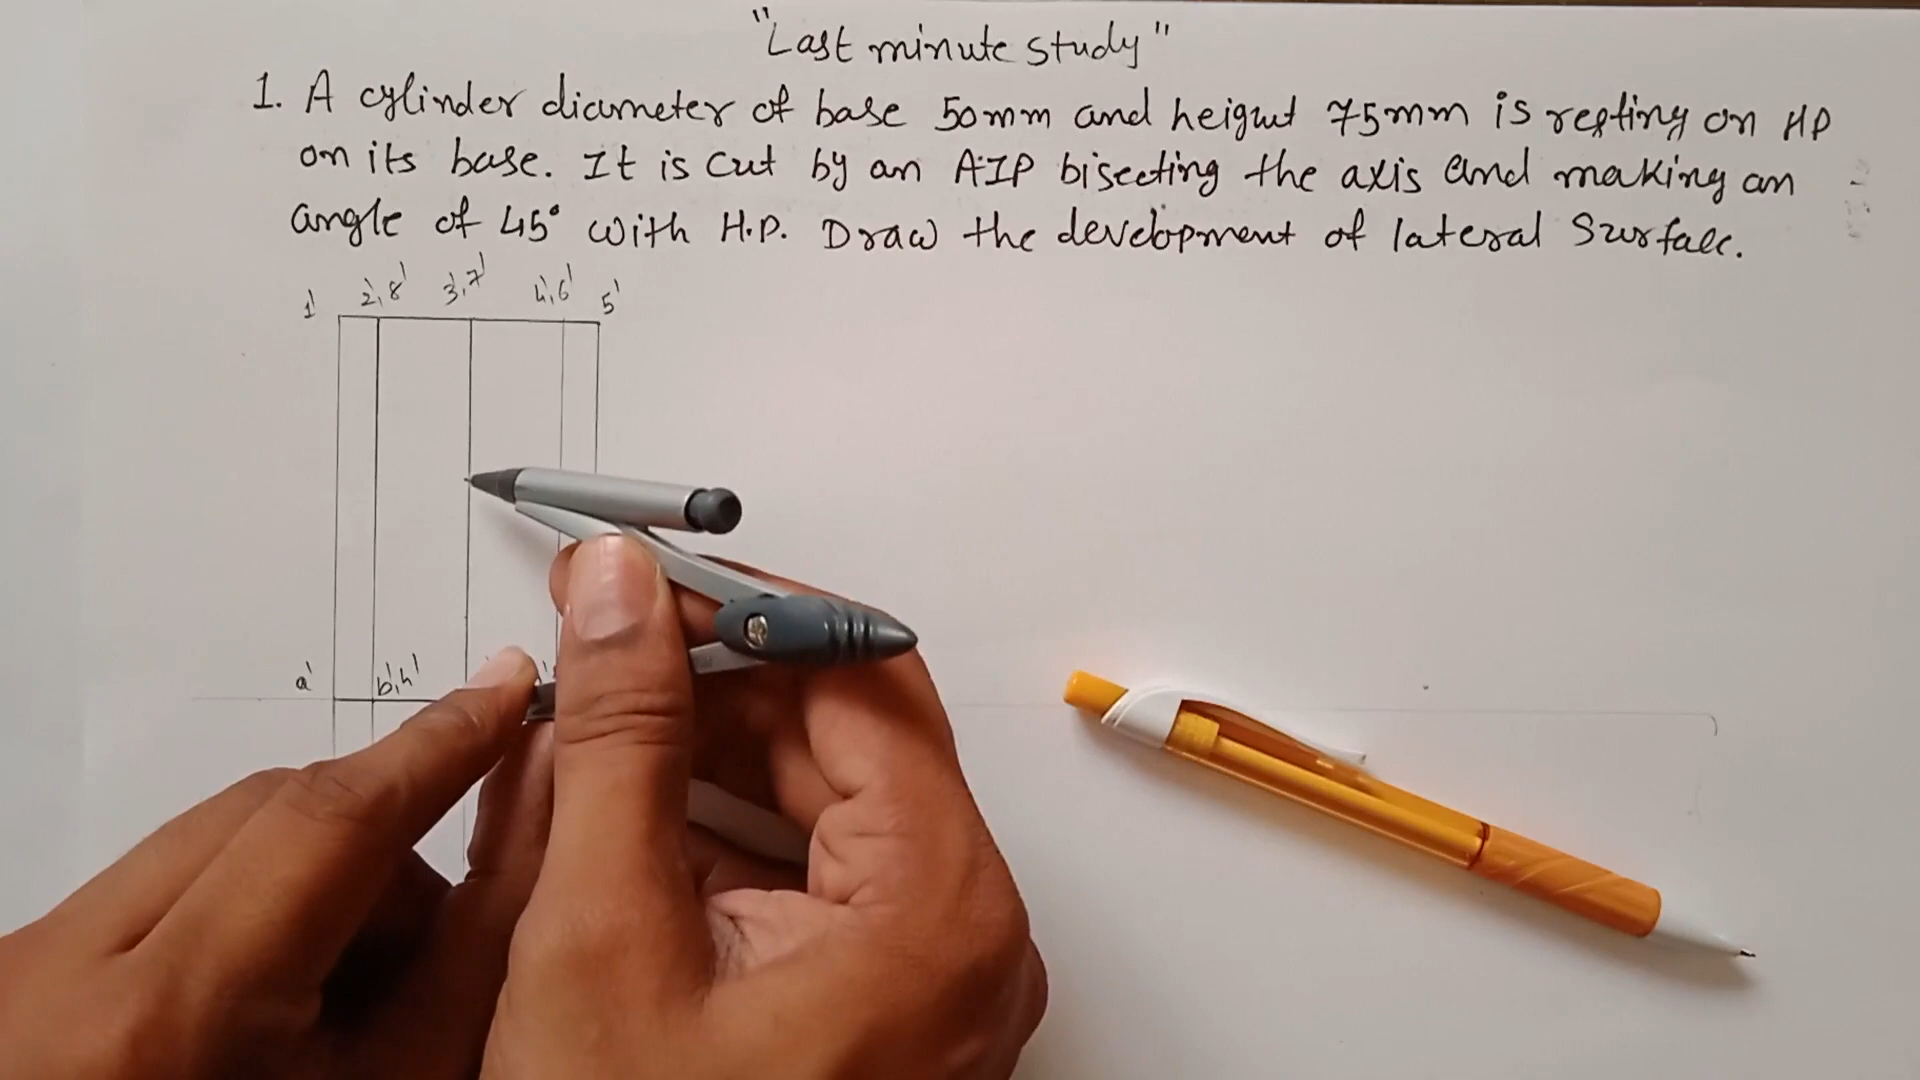 "Last minute study"
1. A cylinder diameter of base 50mm and height 75mm is resting on HP
on its base. It is cut by an AIP bisecting the axis and making an
angle of 45° with H.P. Draw the development of lateral Surface.
1' 2',8' 3',7' 4',6' 5'
a' b',h'